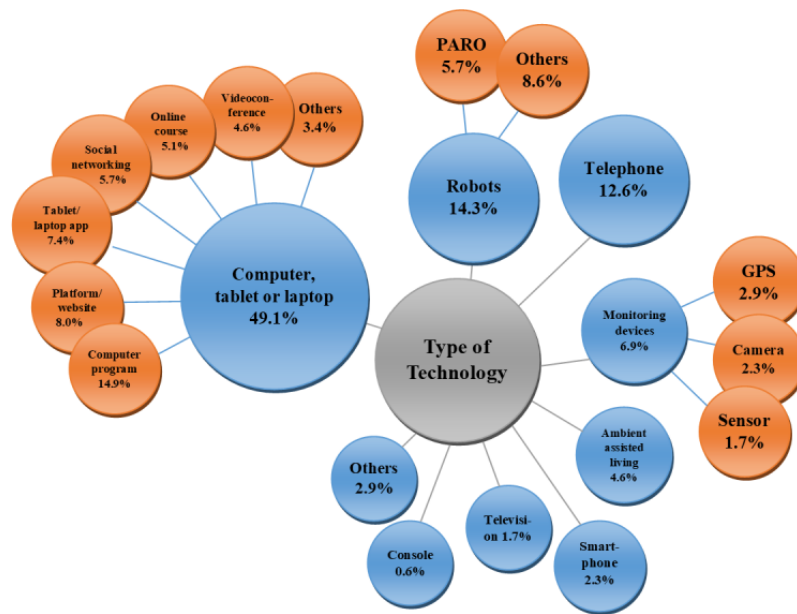 PARO
5.7%
Others
8.6%
Videocon-
ference
4.6%
Others
3.4%
Online
course
5.1%
Social
networking
5.7%
Tablet/
laptop app
7.4%
Platform/
website
8.0%
Computer
program
14.9%
Computer,
tablet or laptop
49.1%
Robots
14.3%
Telephone
12.6%
Type of
Technology
Monitoring
devices
6.9%
GPS
2.9%
Camera
2.3%
Sensor
1.7%
Ambient
assisted
living
4.6%
Others
2.9%
Console
0.6%
Televisi-
on 1.7%
Smart-
phone
2.3%